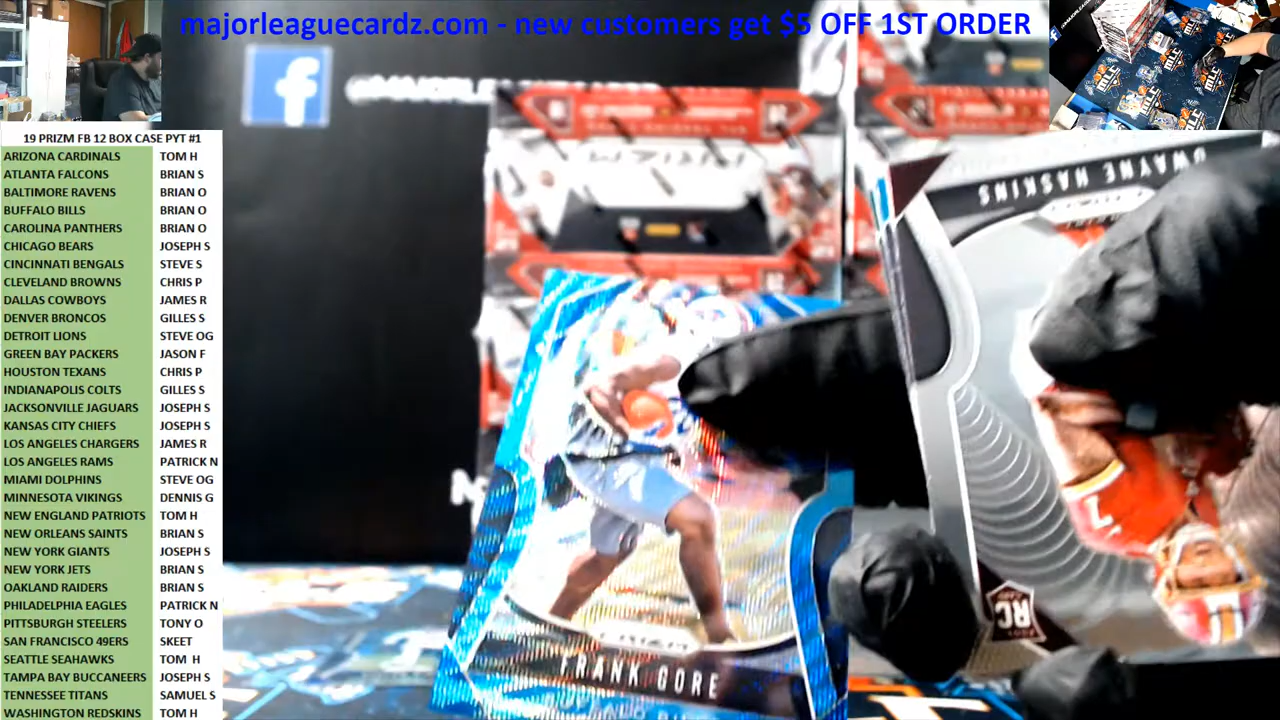 majorleaguecardz.com - new customers get $5 OFF 1ST ORDER
f
@MAJORLE
19 PRIZM FB 12 BOX CASE PYT #1
ARIZONA CARDINALS TOM H
ATLANTA FALCONS BRIAN S
BALTIMORE RAVENS BRIAN O
BUFFALO BILLS BRIAN O
CAROLINA PANTHERS BRIAN O
CHICAGO BEARS JOSEPH S
CINCINNATI BENGALS STEVE S
CLEVELAND BROWNS CHRIS P
DALLAS COWBOYS JAMES R
DENVER BRONCOS GILLES S
DETROIT LIONS STEVE OG
GREEN BAY PACKERS JASON F
HOUSTON TEXANS CHRIS P
INDIANAPOLIS COLTS GILLES S
JACKSONVILLE JAGUARS JOSEPH S
KANSAS CITY CHIEFS JOSEPH S
LOS ANGELES CHARGERS JAMES R
LOS ANGELES RAMS PATRICK N
MIAMI DOLPHINS STEVE OG
MINNESOTA VIKINGS DENNIS G
NEW ENGLAND PATRIOTS TOM H
NEW ORLEANS SAINTS BRIAN S
NEW YORK GIANTS JOSEPH S
NEW YORK JETS BRIAN S
OAKLAND RAIDERS BRIAN S
PHILADELPHIA EAGLES PATRICK N
PITTSBURGH STEELERS TONY O
SAN FRANCISCO 49ERS SKEET
SEATTLE SEAHAWKS TOM H
TAMPA BAY BUCCANEERS JOSEPH S
TENNESSEE TITANS SAMUEL S
WASHINGTON REDSKINS TOM H
PRIZM
DWAYNE HASKINS
7
RC
PRIZM
FRANK GORE